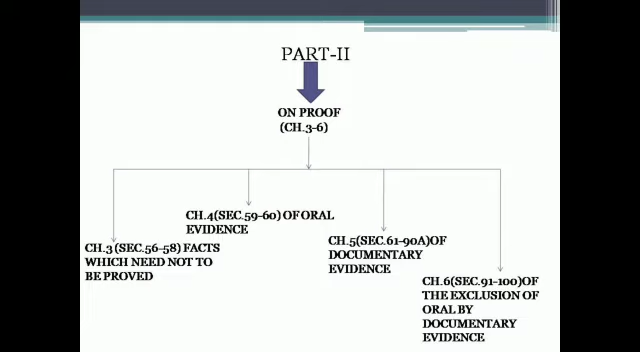 PART-II
ON PROOF
(CH.3-6)
CH.3 (SEC.56-58) FACTS
WHICH NEED NOT TO
BE PROVED
CH.4(SEC.59-60) OF ORAL
EVIDENCE
CH.5(SEC.61-90A)OF
DOCUMENTARY
EVIDENCE
CH.6(SEC.91-100)OF
THE EXCLUSION OF
ORAL BY
DOCUMENTARY
EVIDENCE